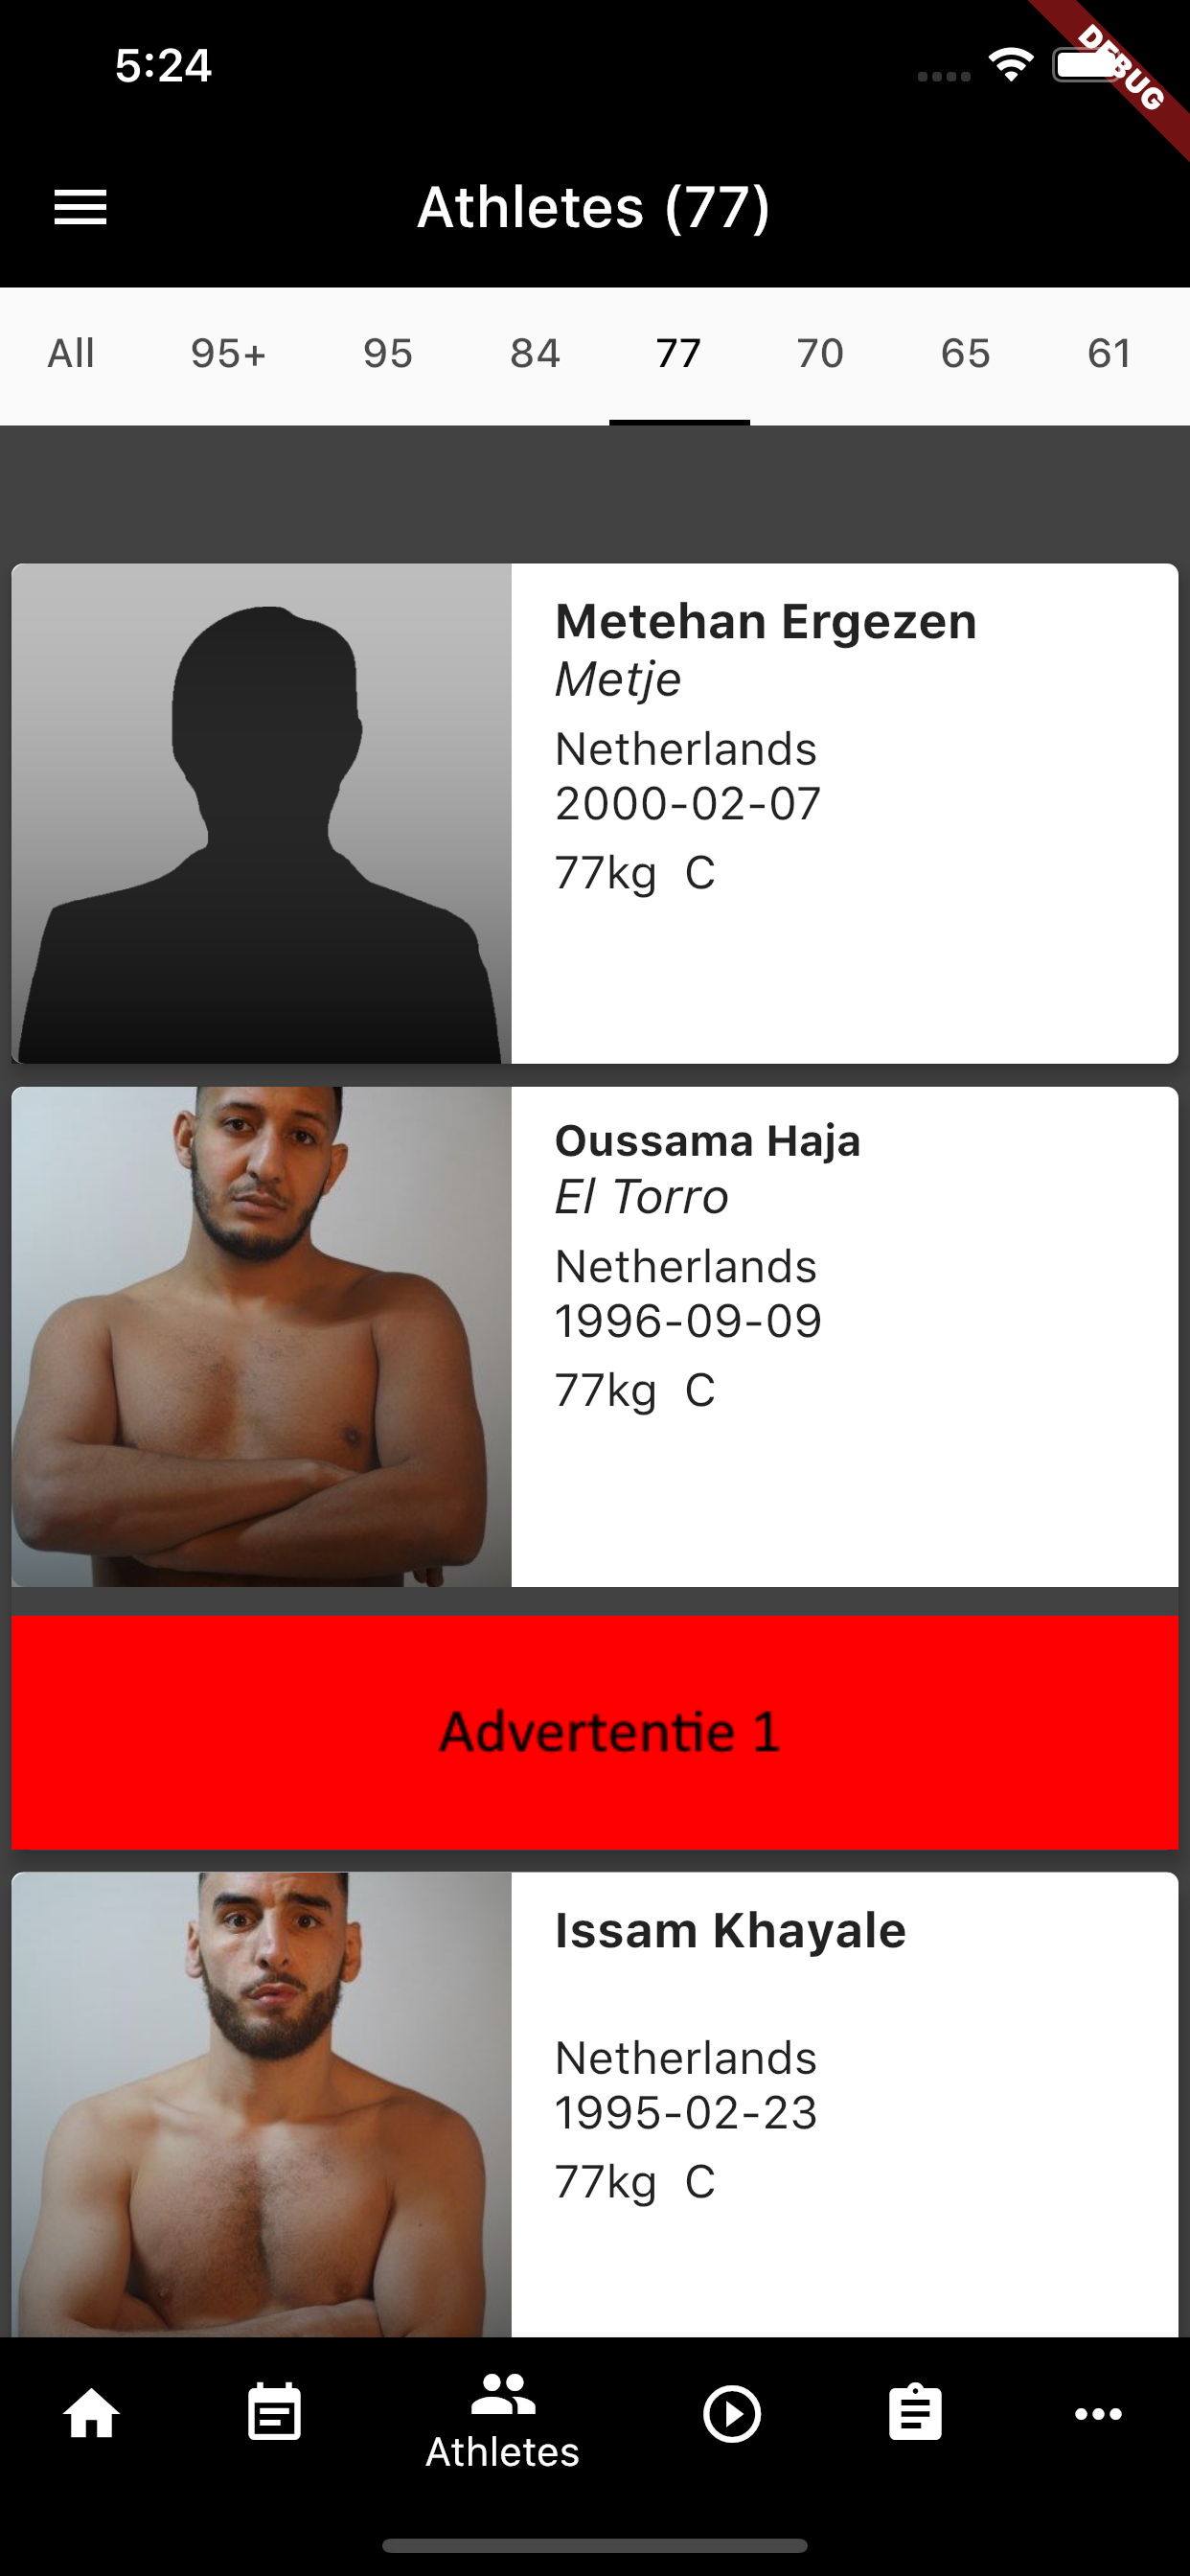 5:24
DEBUG
Athletes (77)
All 95+ 95 84 77 70 65 61
Metehan Ergezen
Metje
Netherlands
2000-02-07
77kg C
Oussama Haja
El Torro
Netherlands
1996-09-09
77kg C
Advertentie 1
Issam Khayale
Netherlands
1995-02-23
77kg C
Athletes